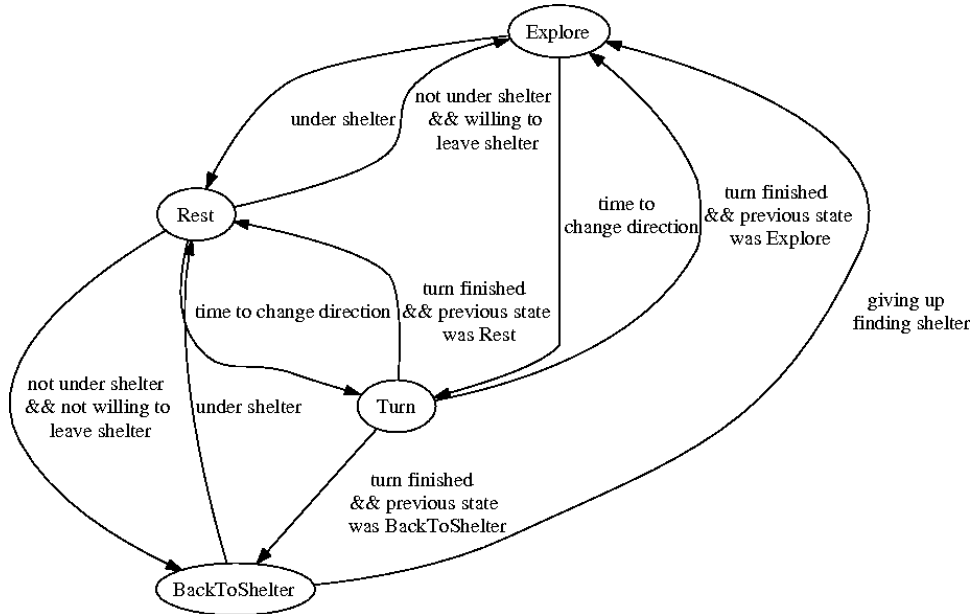 Explore
under shelter
not under shelter
&& willing to
leave shelter
Rest
time to
change direction
turn finished
&& previous state
was Explore
time to change direction
turn finished
&& previous state
was Rest
giving up
finding shelter
not under shelter
&& not willing to
leave shelter
under shelter
Turn
turn finished
&& previous state
was BackToShelter
BackToShelter